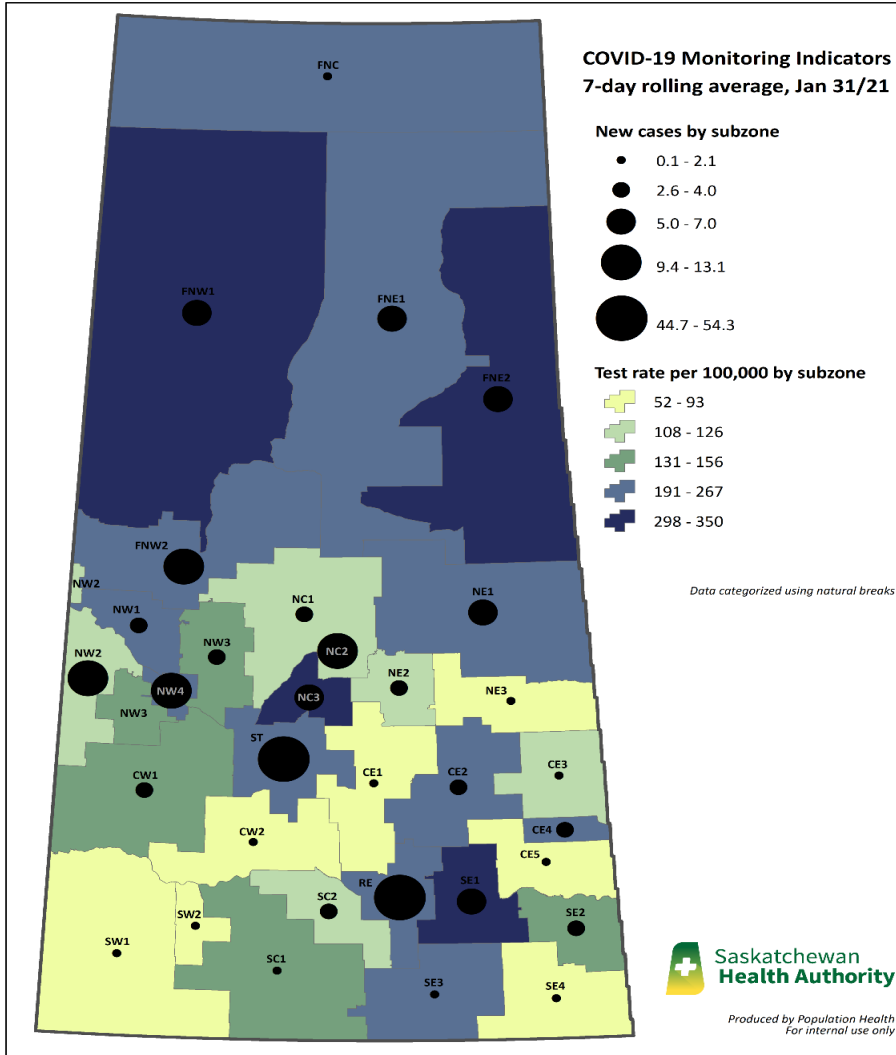 COVID-19 Monitoring Indicators
7-day rolling average, Jan 31/21
New cases by subzone
0.1 - 2.1
2.6 - 4.0
5.0 - 7.0
9.4 - 13.1
44.7 - 54.3
Test rate per 100,000 by subzone
52 - 93
108 - 126
131 - 156
191 - 267
298 - 350
Data categorized using natural breaks
FNC
FNW1
FNE1
FNE2
FNW2
NW2
NW1
NC1
NE1
NW3
NW2
NC2
NW4
NC3
NE2
NE3
NW3
ST
CW1
CE1
CE2
CE3
CW2
CE4
CE5
RE
SE1
SW2
SC2
SE2
SW1
SC1
SE3
SE4
Saskatchewan
Health Authority
Produced by Population Health
For internal use only